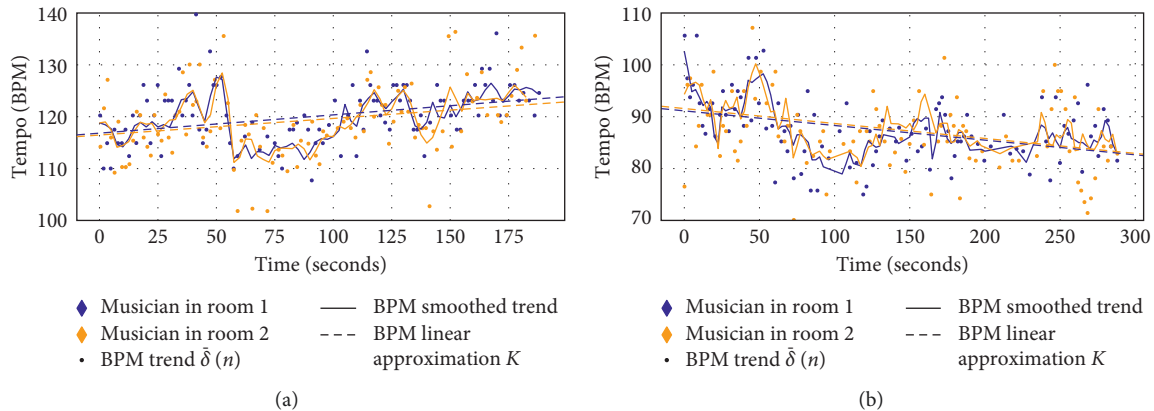 140
130
120
110
100
Tempo (BPM)
0
25
50
75
100
125
150
175
Time (seconds)
Musician in room 1
Musician in room 2
BPM trend δ̄ (n)
BPM smoothed trend
BPM linear
approximation K
(a)
110
100
90
80
70
Tempo (BPM)
0
50
100
150
200
250
300
Time (seconds)
Musician in room 1
Musician in room 2
BPM trend δ̄ (n)
BPM smoothed trend
BPM linear
approximation K
(b)